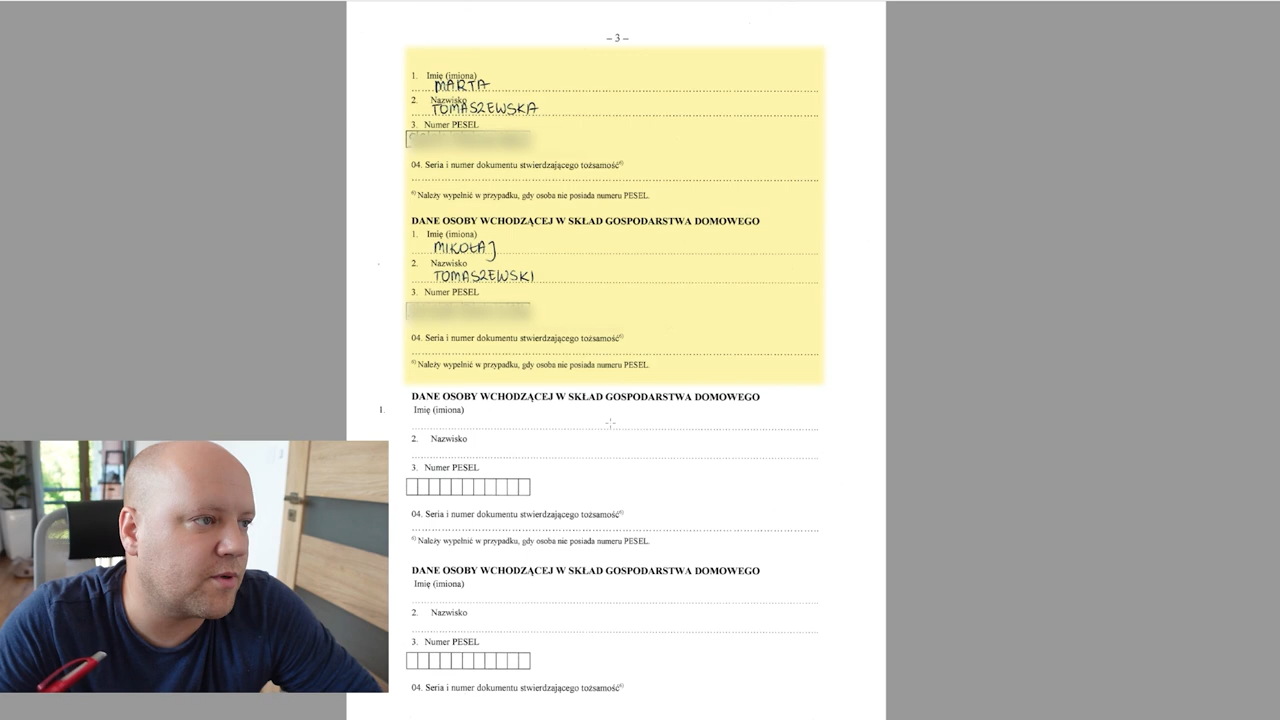 – 3 –
1. Imię (imiona)
MARTA
2. Nazwisko
TOMASZEWSKA
3. Numer PESEL
04. Seria i numer dokumentu stwierdzającego tożsamość⁶⁾
⁶⁾ Należy wypełnić w przypadku, gdy osoba nie posiada numeru PESEL.
DANE OSOBY WCHODZĄCEJ W SKŁAD GOSPODARSTWA DOMOWEGO
1. Imię (imiona)
MIKOŁAJ
2. Nazwisko
TOMASZEWSKI
3. Numer PESEL
04. Seria i numer dokumentu stwierdzającego tożsamość⁶⁾
⁶⁾ Należy wypełnić w przypadku, gdy osoba nie posiada numeru PESEL.
DANE OSOBY WCHODZĄCEJ W SKŁAD GOSPODARSTWA DOMOWEGO
1. Imię (imiona)
2. Nazwisko
3. Numer PESEL
04. Seria i numer dokumentu stwierdzającego tożsamość⁶⁾
⁶⁾ Należy wypełnić w przypadku, gdy osoba nie posiada numeru PESEL.
DANE OSOBY WCHODZĄCEJ W SKŁAD GOSPODARSTWA DOMOWEGO
Imię (imiona)
2. Nazwisko
3. Numer PESEL
04. Seria i numer dokumentu stwierdzającego tożsamość⁶⁾